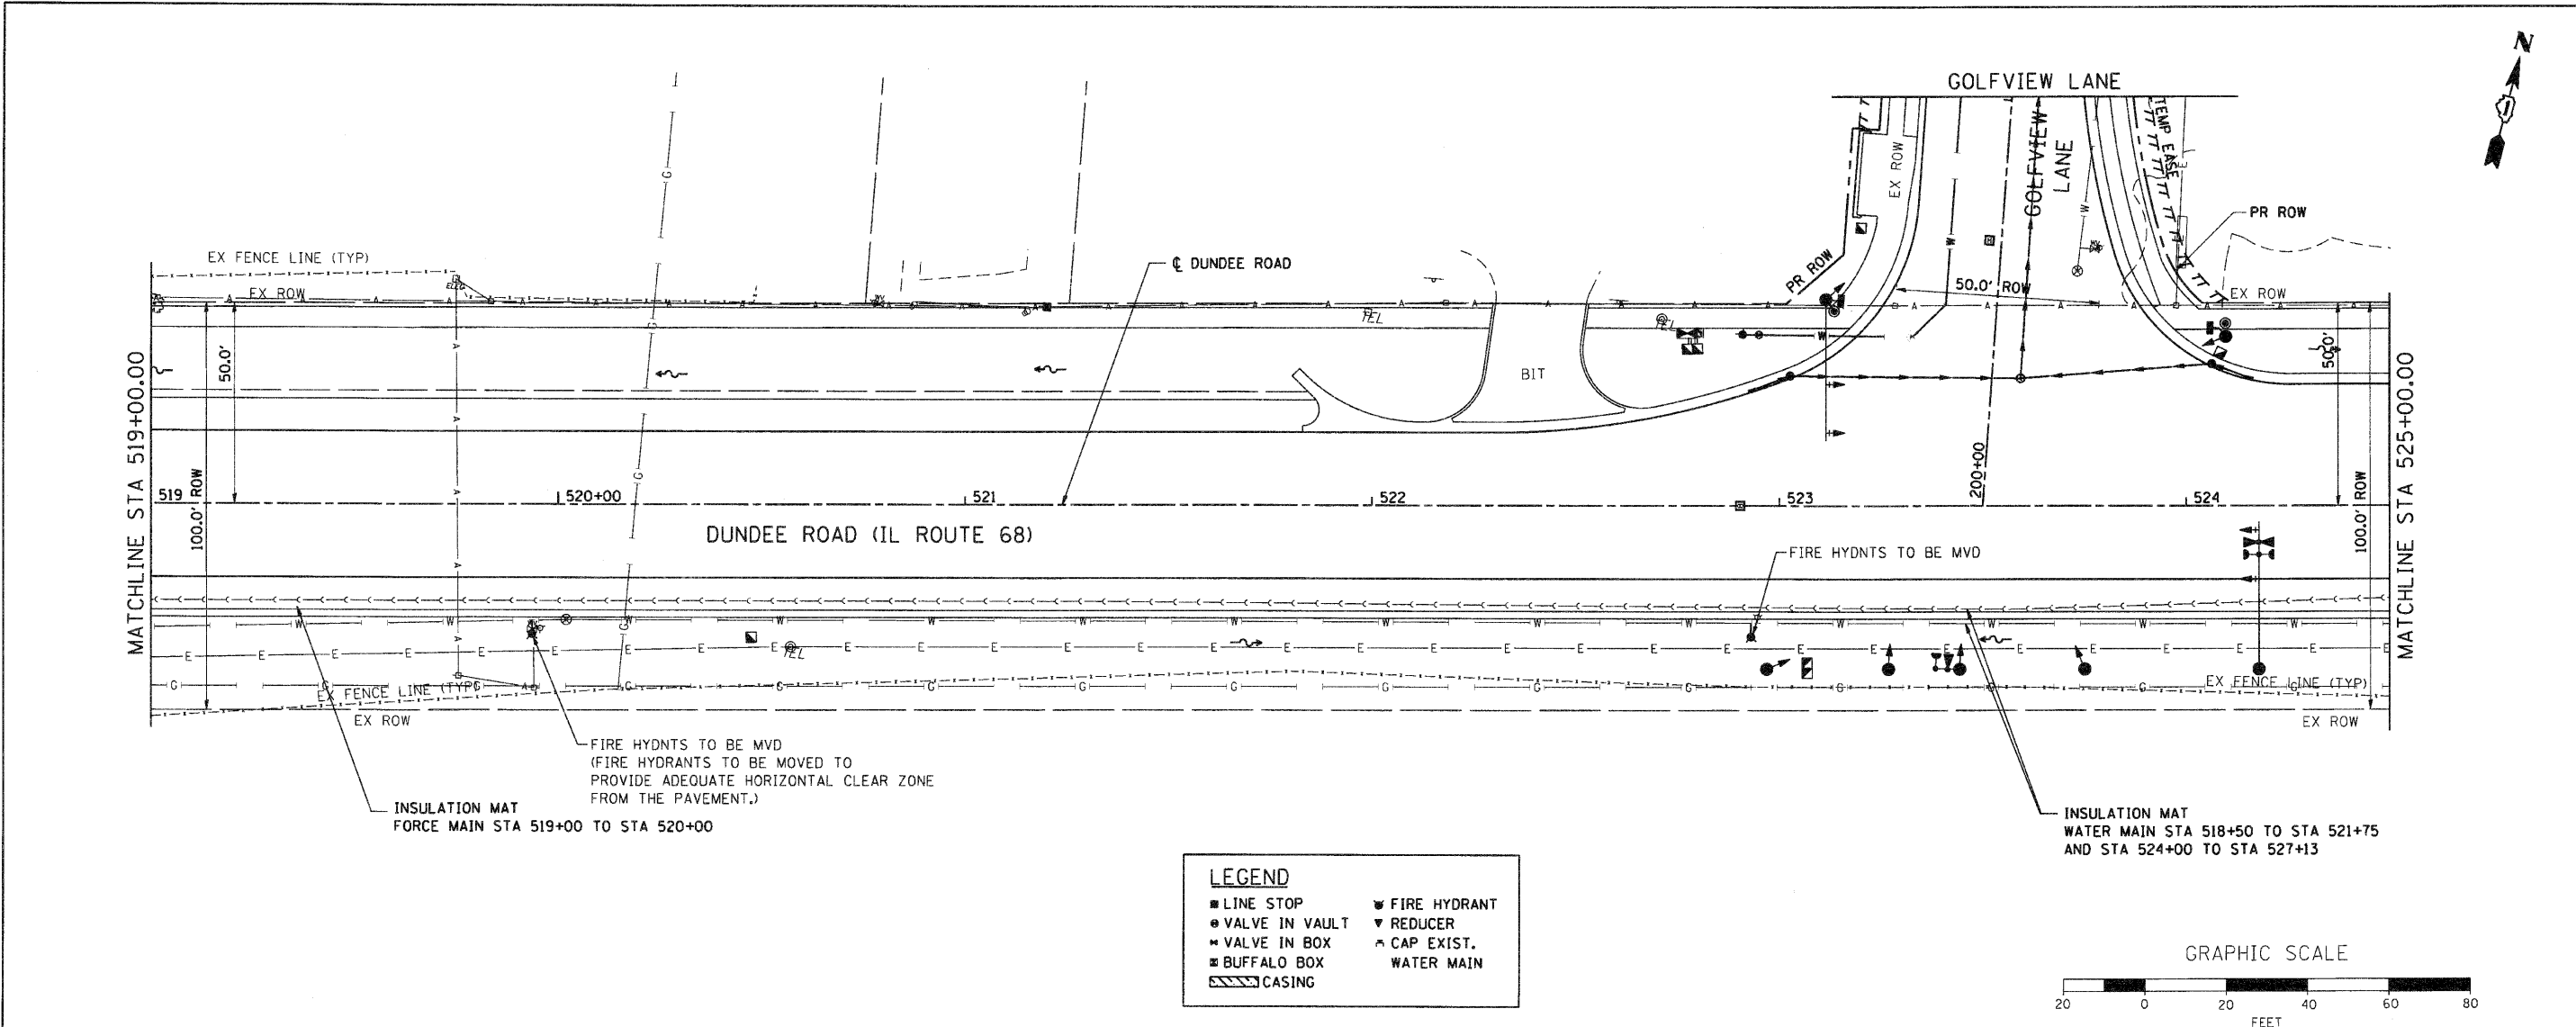 N
GOLFVIEW LANE
TEMP EASE
EX ROW
GOLFVIEW
LANE
PR ROW
EX FENCE LINE (TYP)
EX ROW
℄ DUNDEE ROAD
PR ROW
50.0' ROW
EX ROW
TEL
TEL
MATCHLINE STA 519+00.00
50.0'
100.0' ROW
BIT
50.0'
100.0' ROW
MATCHLINE STA 525+00.00
200+00
519
520+00
521
522
523
524
DUNDEE ROAD (IL ROUTE 68)
FIRE HYDNTS TO BE MVD
TEL
EX FENCE LINE (TYP)
EX ROW
EX FENCE LINE (TYP)
EX ROW
FIRE HYDNTS TO BE MVD
(FIRE HYDRANTS TO BE MOVED TO
PROVIDE ADEQUATE HORIZONTAL CLEAR ZONE
FROM THE PAVEMENT.)
INSULATION MAT
FORCE MAIN STA 519+00 TO STA 520+00
INSULATION MAT
WATER MAIN STA 518+50 TO STA 521+75
AND STA 524+00 TO STA 527+13
LEGEND
LINE STOP
VALVE IN VAULT
VALVE IN BOX
BUFFALO BOX
CASING
FIRE HYDRANT
REDUCER
CAP EXIST.
WATER MAIN
GRAPHIC SCALE
20 0 20 40 60 80
FEET